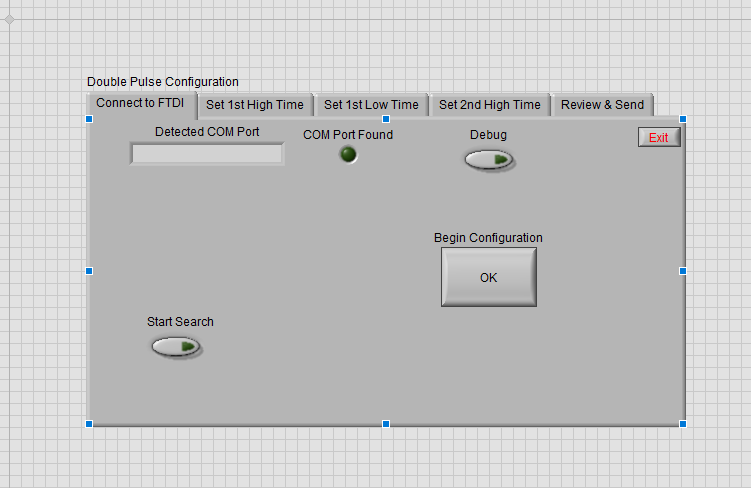 Double Pulse Configuration
Connect to FTDI Set 1st High Time Set 1st Low Time Set 2nd High Time Review & Send
Detected COM Port COM Port Found Debug Exit
Begin Configuration
OK
Start Search